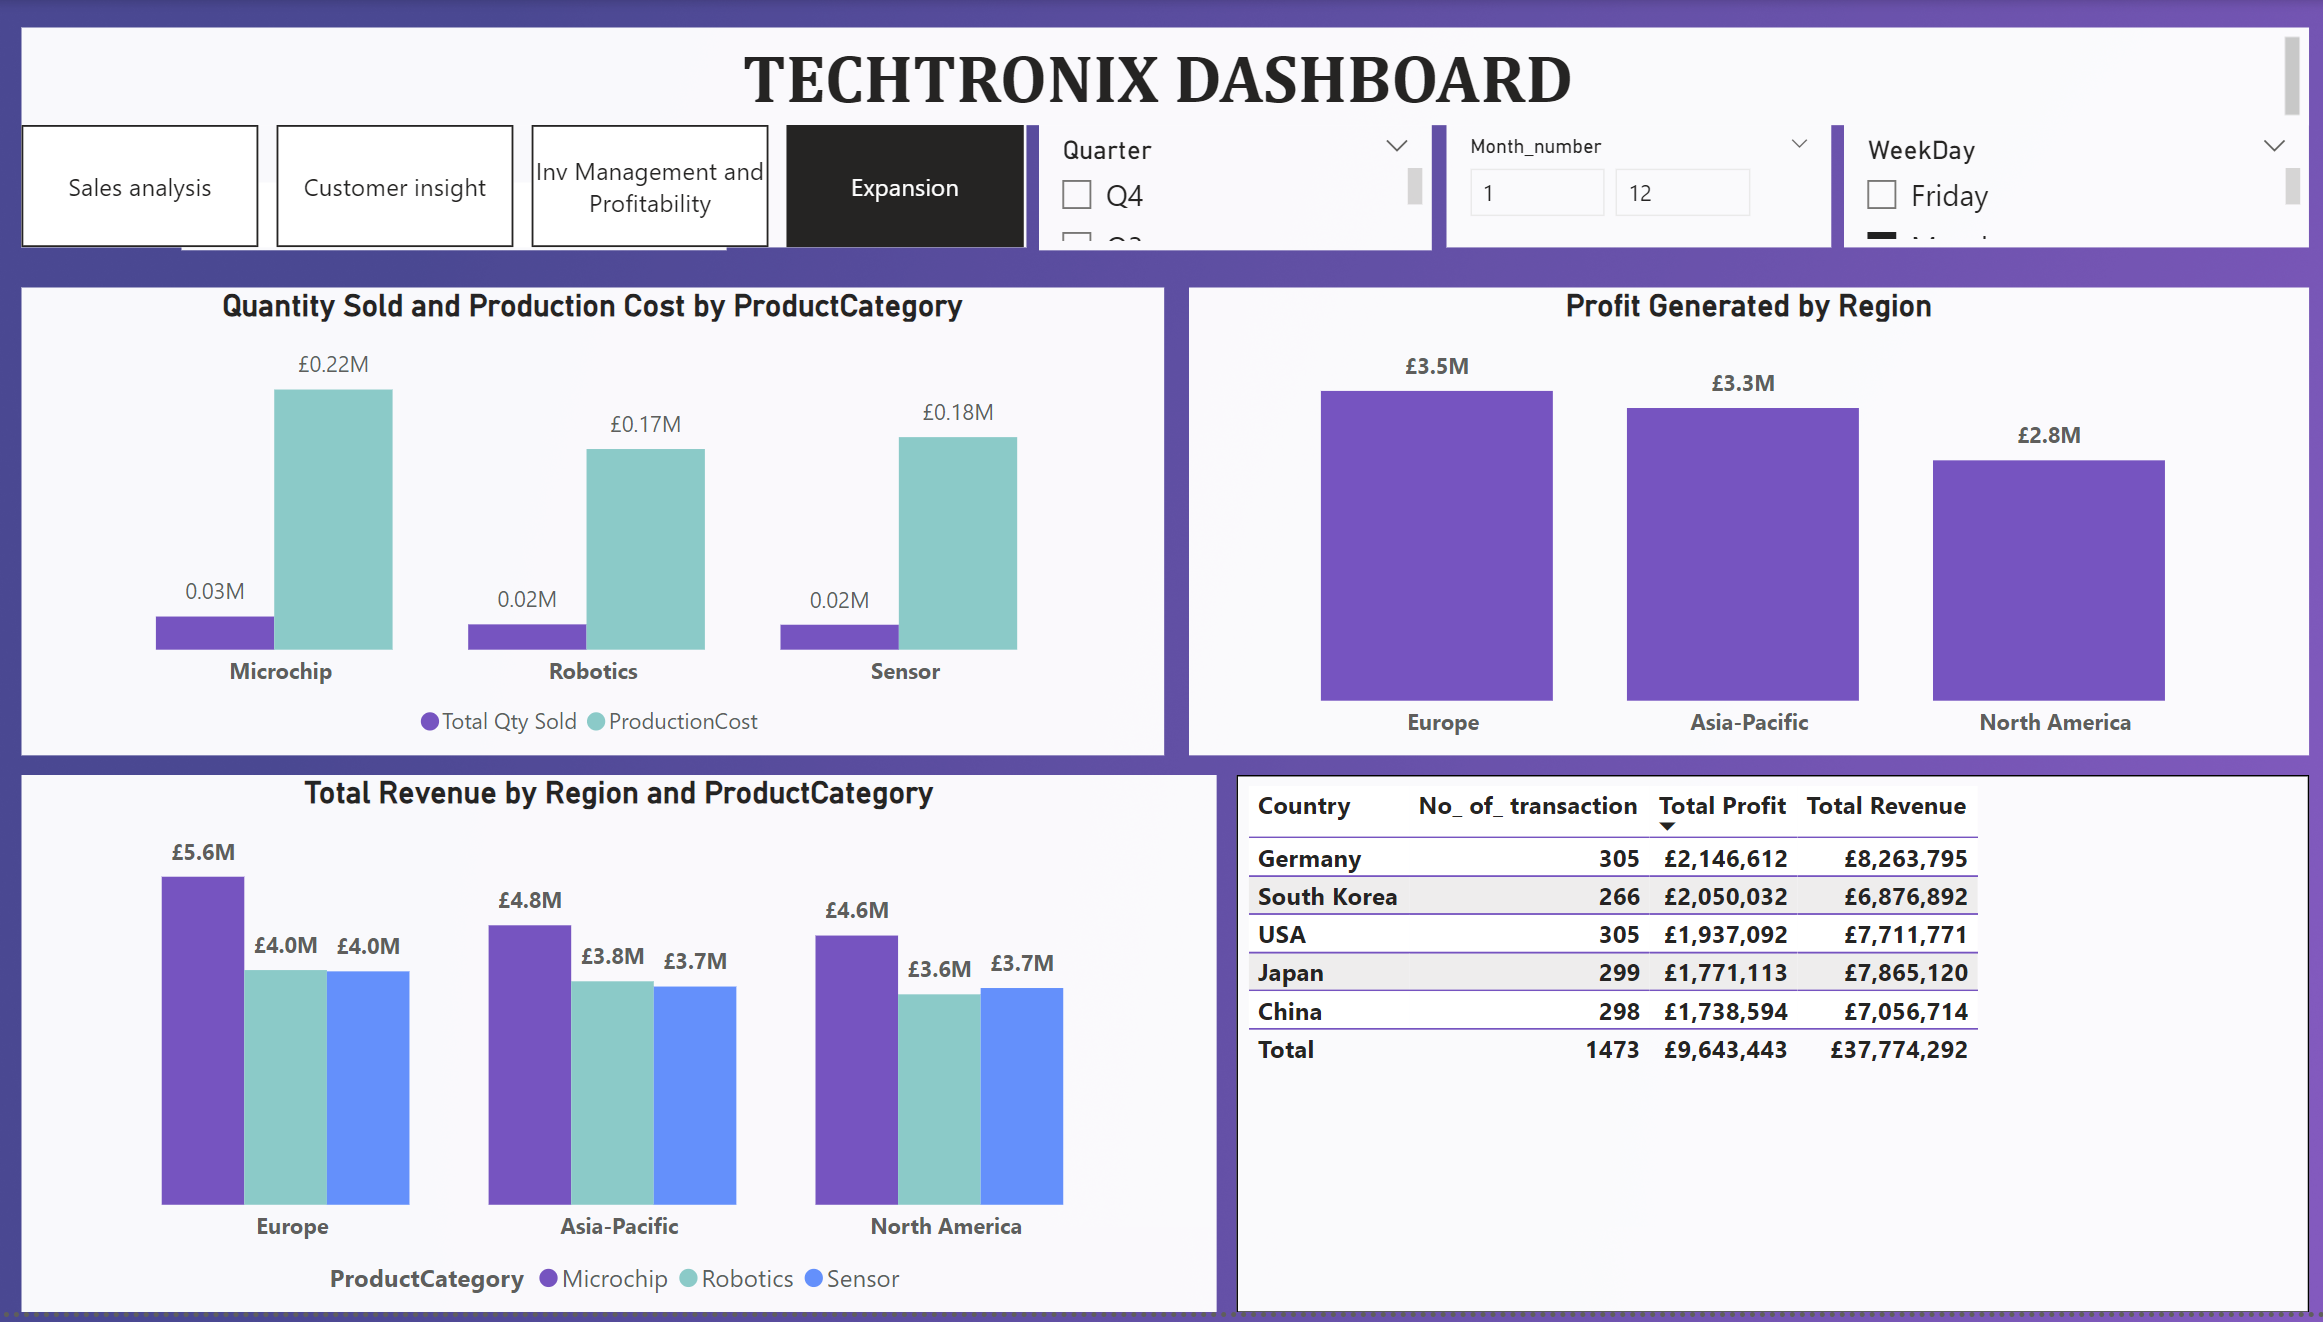 TECHTRONIX DASHBOARD
Sales analysis
Customer insight
Inv Management and
Profitability
Expansion
Quarter
Q4
Month_number
1
12
WeekDay
Friday
Quantity Sold and Production Cost by ProductCategory
£0.22M
£0.17M
£0.18M
0.03M
0.02M
0.02M
Microchip
Robotics
Sensor
Total Qty Sold
ProductionCost
Profit Generated by Region
£3.5M
£3.3M
£2.8M
Europe
Asia-Pacific
North America
Total Revenue by Region and ProductCategory
£5.6M
£4.0M
£4.0M
£4.8M
£3.8M
£3.7M
£4.6M
£3.6M
£3.7M
Europe
Asia-Pacific
North America
ProductCategory Microchip Robotics Sensor
Country No_ of_ transaction Total Profit Total Revenue
Germany 305 £2,146,612 £8,263,795
South Korea 266 £2,050,032 £6,876,892
USA 305 £1,937,092 £7,711,771
Japan 299 £1,771,113 £7,865,120
China 298 £1,738,594 £7,056,714
Total 1473 £9,643,443 £37,774,292